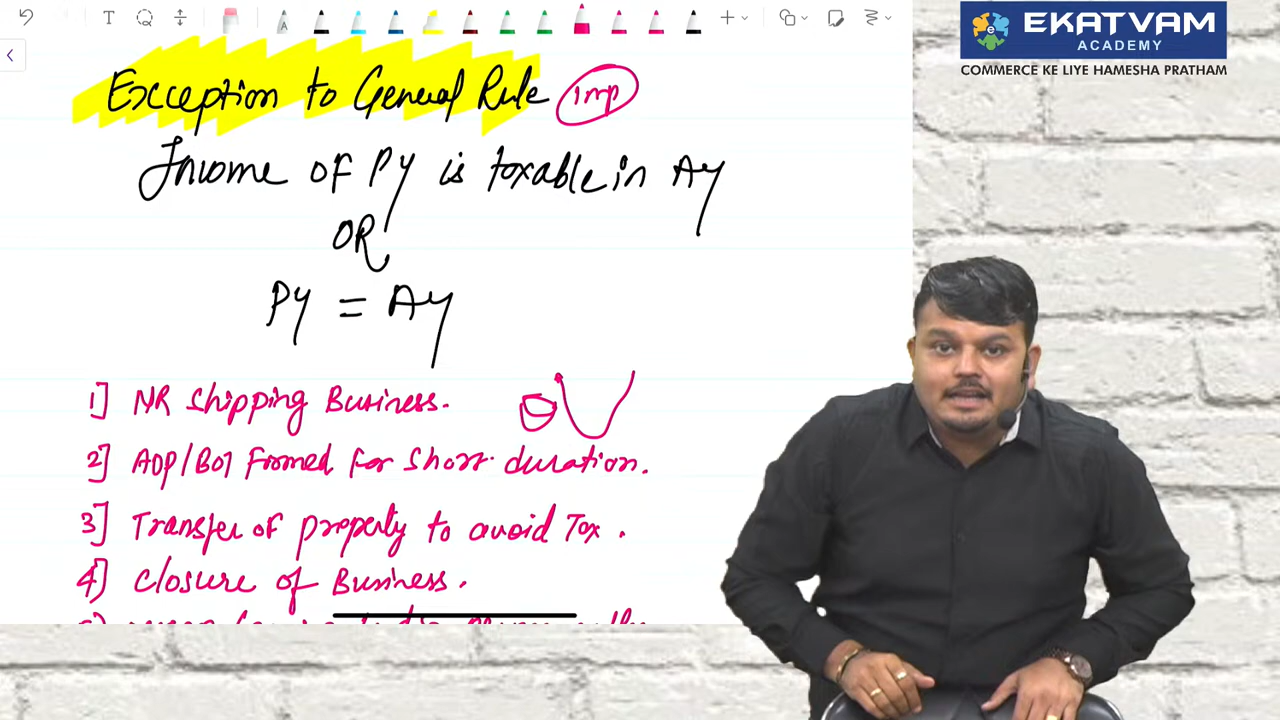 EKATVAM
ACADEMY
COMMERCE KE LIYE HAMESHA PRATHAM
Exception to General Rule imp
Income of PY is taxable in AY
OR
PY = AY
1] NR Shipping Business.
2] AOP/BOI Formed for Short duration.
3] Transfer of property to avoid Tax.
4] Closure of Business.